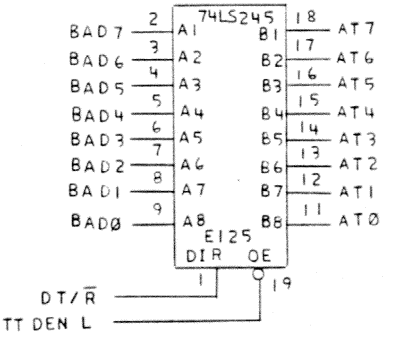 74LS245
BAD7 2 A1 B1 18 AT7
BAD6 3 A2 B2 17 AT6
BAD5 4 A3 B3 16 AT5
BAD4 5 A4 B4 15 AT4
BAD3 6 A5 B5 14 AT3
BAD2 7 A6 B6 13 AT2
BAD1 8 A7 B7 12 AT1
BADØ 9 A8 B8 11 ATØ
E125
DIR OE
1 19
DT/R̅
TT DEN L